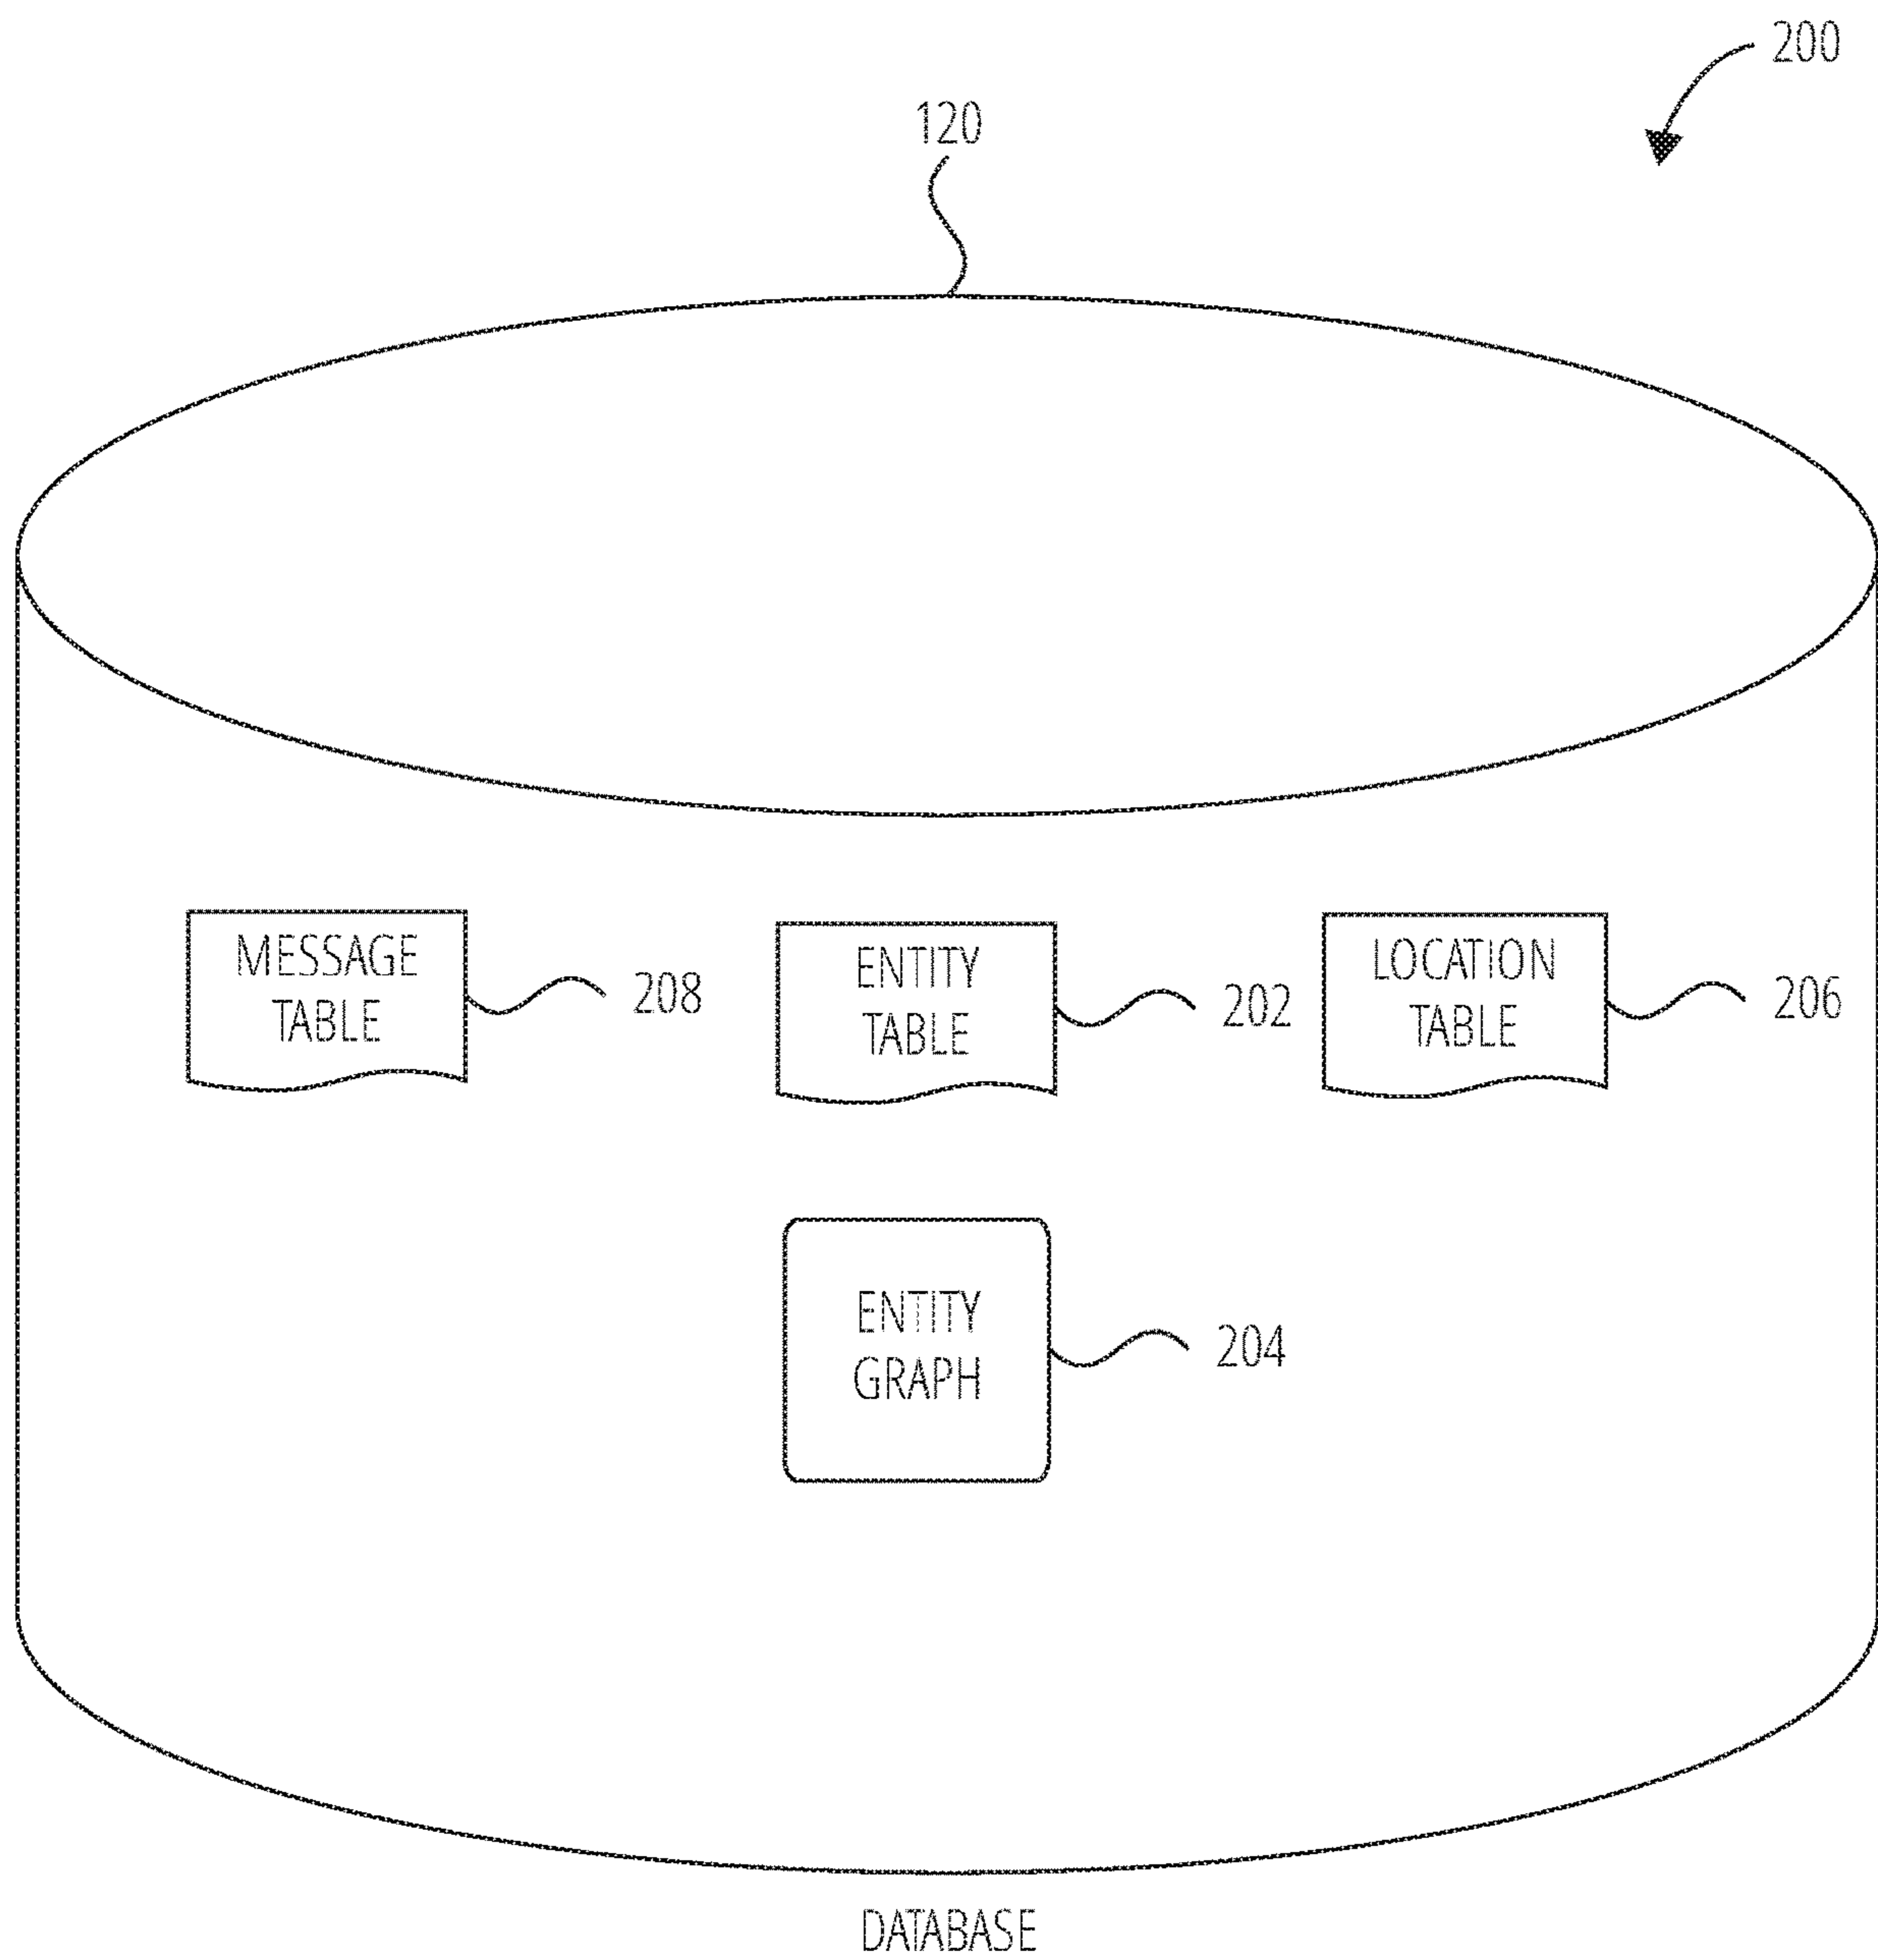 200
120
MESSAGE
TABLE
208
ENTITY
TABLE
202
LOCATION
TABLE
206
ENTITY
GRAPH
204
DATABASE